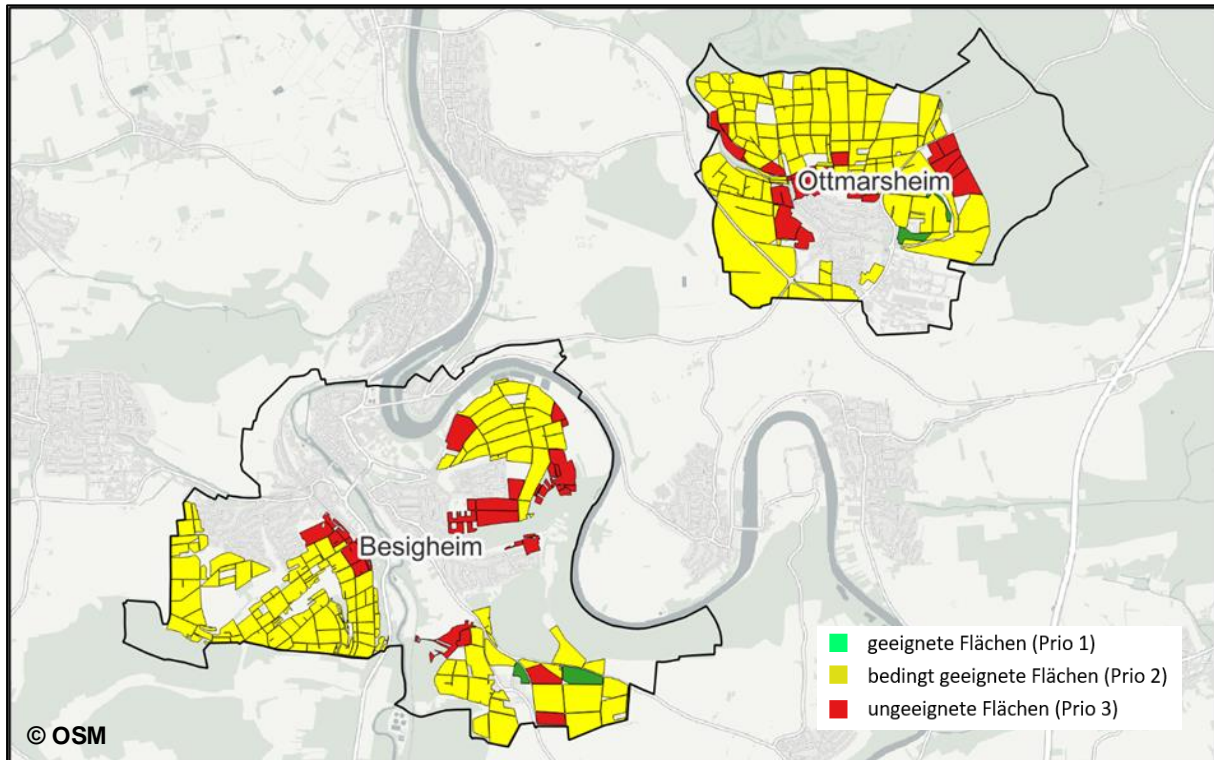 Ottmarsheim
Besigheim
geeignete Flächen (Prio 1)
bedingt geeignete Flächen (Prio 2)
ungeeignete Flächen (Prio 3)
© OSM